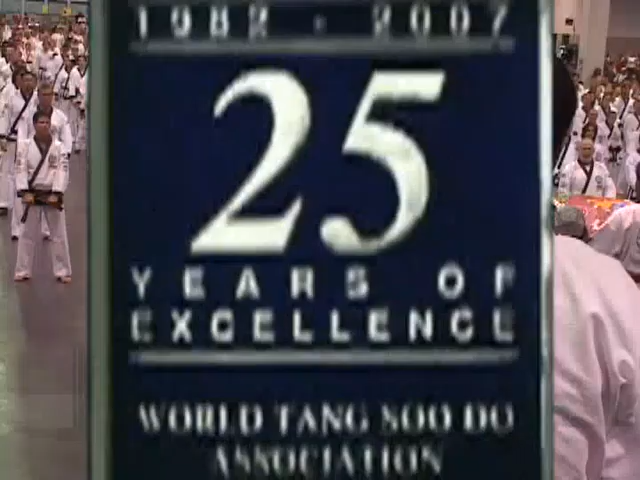 1982 - 2007
25
YEARS OF
EXCELLENCE
WORLD TANG SOO DO
ASSOCIATION